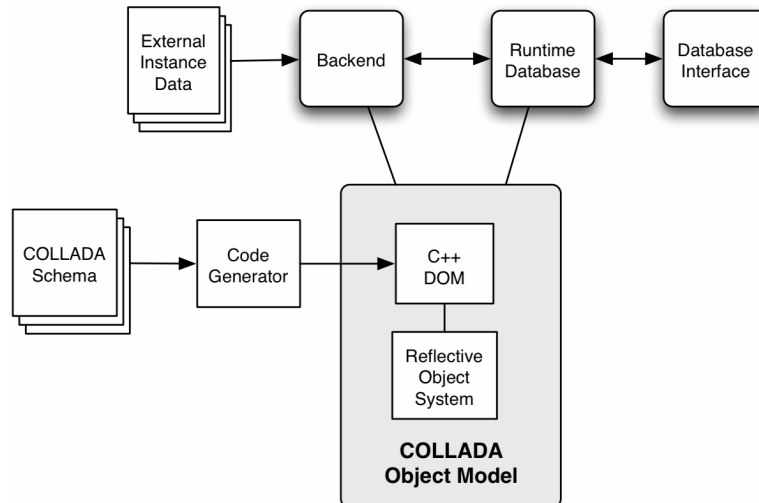 External
Instance
Data
Backend
Runtime
Database
Database
Interface
COLLADA
Schema
Code
Generator
C++
DOM
Reflective
Object
System
COLLADA
Object Model